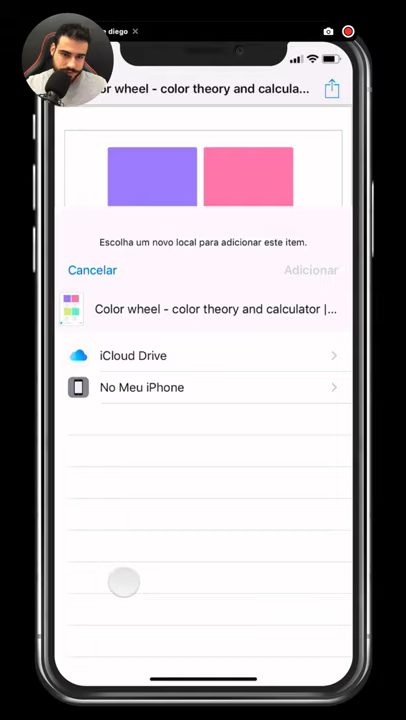 diego ×
or wheel - color theory and calcula...
Escolha um novo local para adicionar este item.
Cancelar
Adicionar
Color wheel - color theory and calculator |...
iCloud Drive
No Meu iPhone